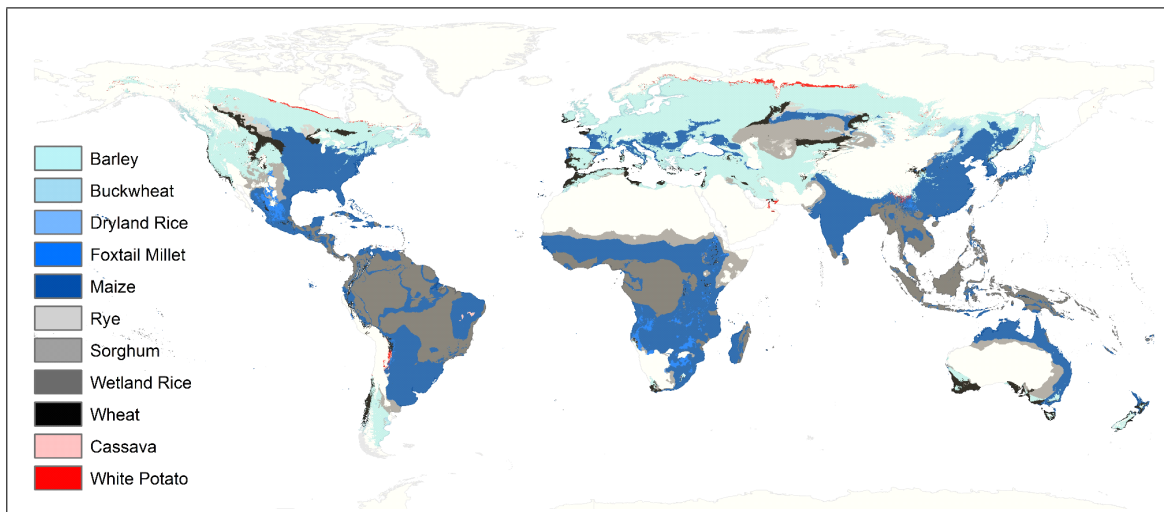 Barley
Buckwheat
Dryland Rice
Foxtail Millet
Maize
Rye
Sorghum
Wetland Rice
Wheat
Cassava
White Potato